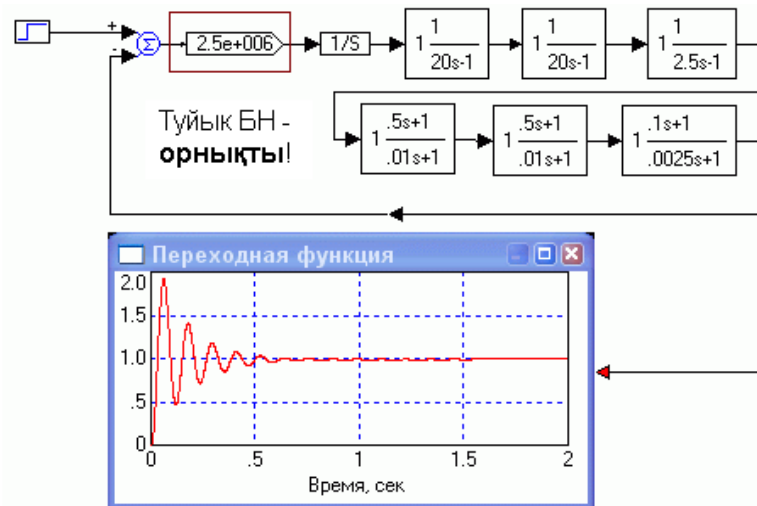 +
-
Σ
2.5e+006
1/S
1 1
20s-1
1 1
20s-1
1 1
2.5s-1
1 .5s+1
.01s+1
1 .5s+1
.01s+1
1 .1s+1
.0025s+1
Туйык БН -
орнықты!
Переходная функция
2.0
1.5
1.0
.5
0
0 .5 1 1.5 2
Время, сек